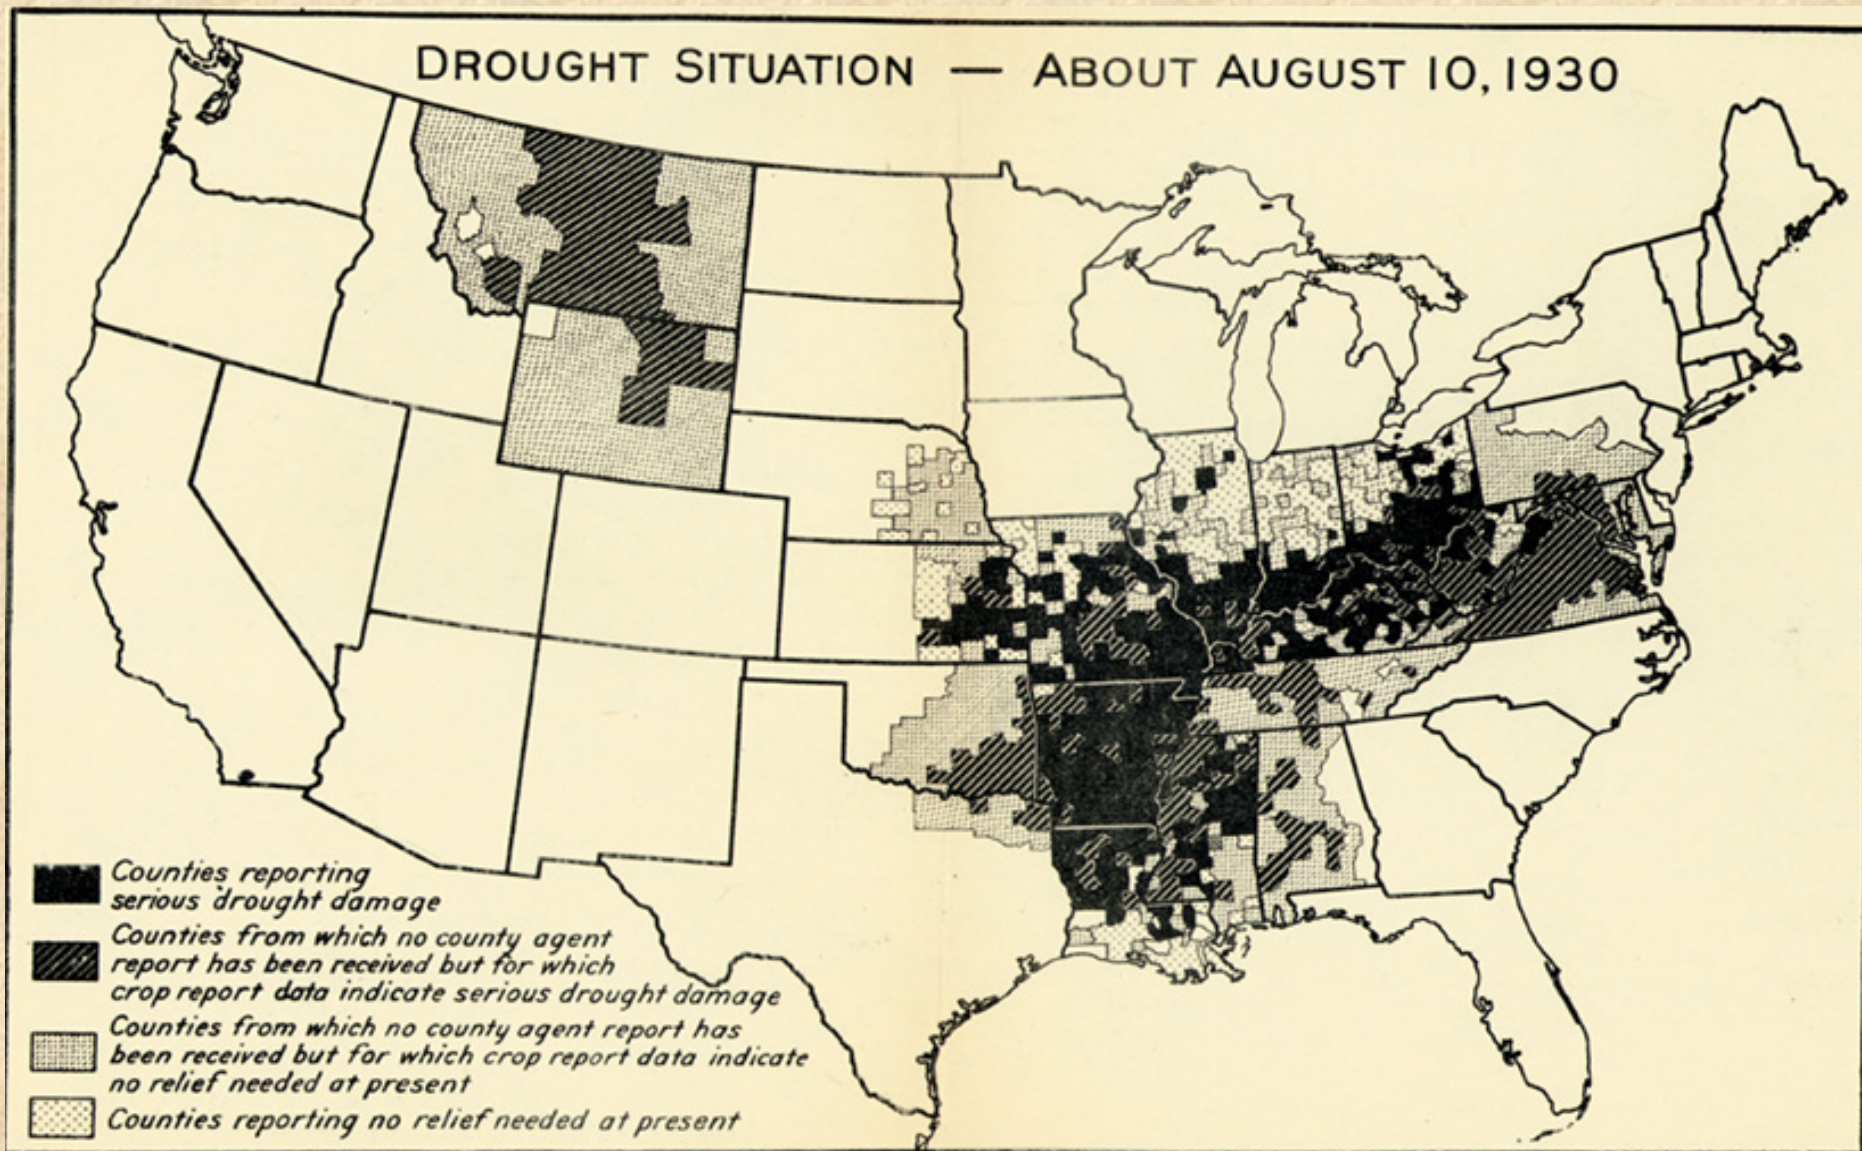 DROUGHT SITUATION — ABOUT AUGUST 10, 1930
Counties reporting
serious drought damage
Counties from which no county agent
report has been received but for which
crop report data indicate serious drought damage
Counties from which no county agent report has
been received but for which crop report data indicate
no relief needed at present
Counties reporting no relief needed at present